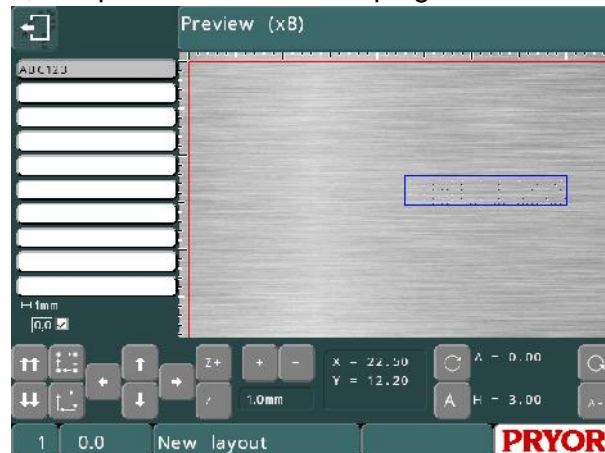 Preview (x8)
ABC123
1mm
0,0
Z+
+
-
X = 22.50
A = 0.00
Y = 12.20
1.0mm
A
H = 3.00
A-
1
0.0
New layout
PRYOR